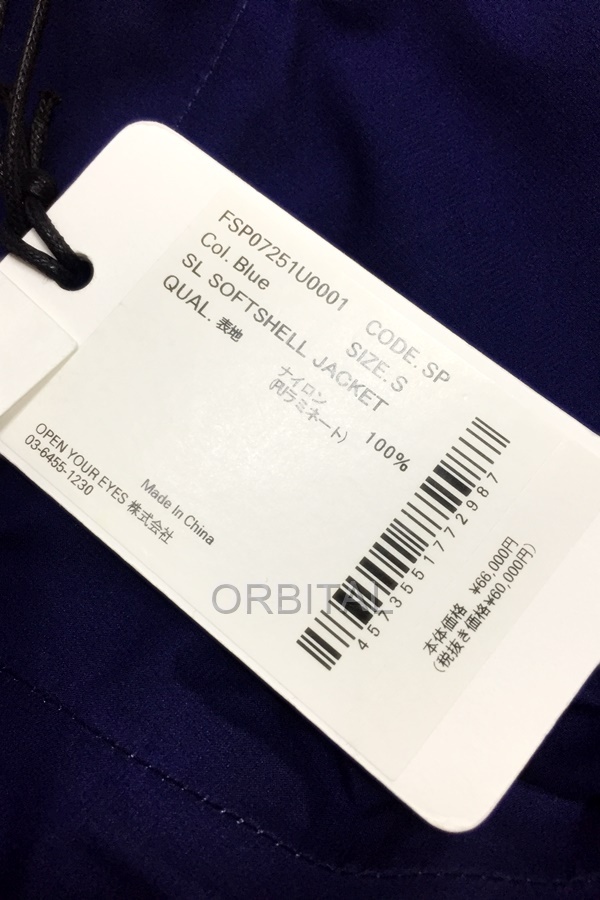 FSP07251U0001 CODE. SP
Col. Blue SIZE. S
SL SOFTSHELL JACKET
QUAL. 表地
ナイロン 100%
(PUラミネート)
Made In China
OPEN YOUR EYES 株式会社
03-6455-1230
4573551772987
本体価格 ¥66,000円
(税抜き価格¥60,000円)
ORBITAL